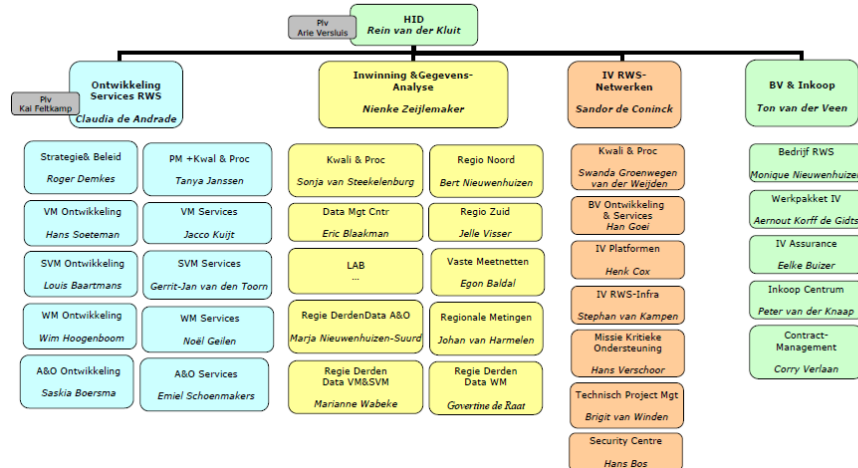 Plv
Arie Versluis
HID
Rein van der Kluit
Plv
Kai Feltkamp
Ontwikkeling
Services RWS
Claudia de Andrade
Inwinning &Gegevens-
Analyse
Nienke Zeijlemaker
IV RWS-
Netwerken
Sandor de Coninck
BV & Inkoop
Ton van der Veen
Strategie& Beleid
Roger Demkes
VM Ontwikkeling
Hans Soeteman
SVM Ontwikkeling
Louis Baartmans
WM Ontwikkeling
Wim Hoogenboom
A&O Ontwikkeling
Saskia Boersma
PM +Kwal & Proc
Tanya Janssen
VM Services
Jacco Kuijt
SVM Services
Gerrit-Jan van den Toorn
WM Services
Noël Geilen
A&O Services
Emiel Schoenmakers
Kwali & Proc
Sonja van Steekelenburg
Data Mgt Cntr
Eric Blaakman
LAB
...
Regie DerdenData A&O
Marja Nieuwenhuizen-Suurd
Regie Derden
Data VM&SVM
Marianne Wabeke
Regio Noord
Bert Nieuwenhuizen
Regio Zuid
Jelle Visser
Vaste Meetnetten
Egon Baldal
Regionale Metingen
Johan van Harmelen
Regie Derden
Data WM
Govertine de Raat
Kwali & Proc
Swanda Groenwegen
van der Weijden
BV Ontwikkeling
& Services
Han Goei
IV Platformen
Henk Cox
IV RWS-Infra
Stephan van Kampen
Missie Kritieke
Ondersteuning
Hans Verschoor
Technisch Project Mgt
Brigit van Winden
Security Centre
Hans Bos
Bedrijf RWS
Monique Nieuwenhuizen
Werkpakket IV
Aernout Korff de Gidts
IV Assurance
Eelke Buizer
Inkoop Centrum
Peter van der Knaap
Contract-
Management
Corry Verlaan